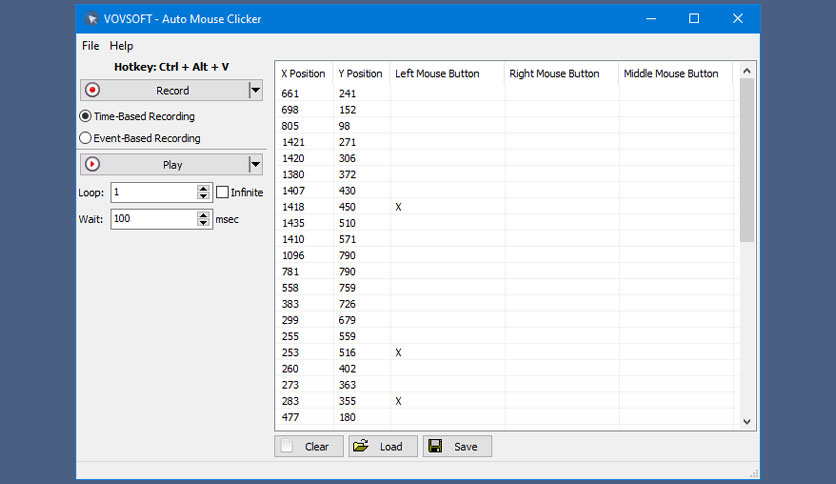 VOVSOFT - Auto Mouse Clicker
File Help
Hotkey: Ctrl + Alt + V
Record
Time-Based Recording
Event-Based Recording
Play
Loop: 1 Infinite
Wait: 100 msec
X Position Y Position Left Mouse Button Right Mouse Button Middle Mouse Button
661 241
698 152
805 98
1421 271
1420 306
1380 372
1407 430
1418 450 X
1435 510
1410 571
1096 790
781 790
558 759
383 726
299 679
255 559
253 516 X
260 402
273 363
283 355 X
477 180
Clear Load Save